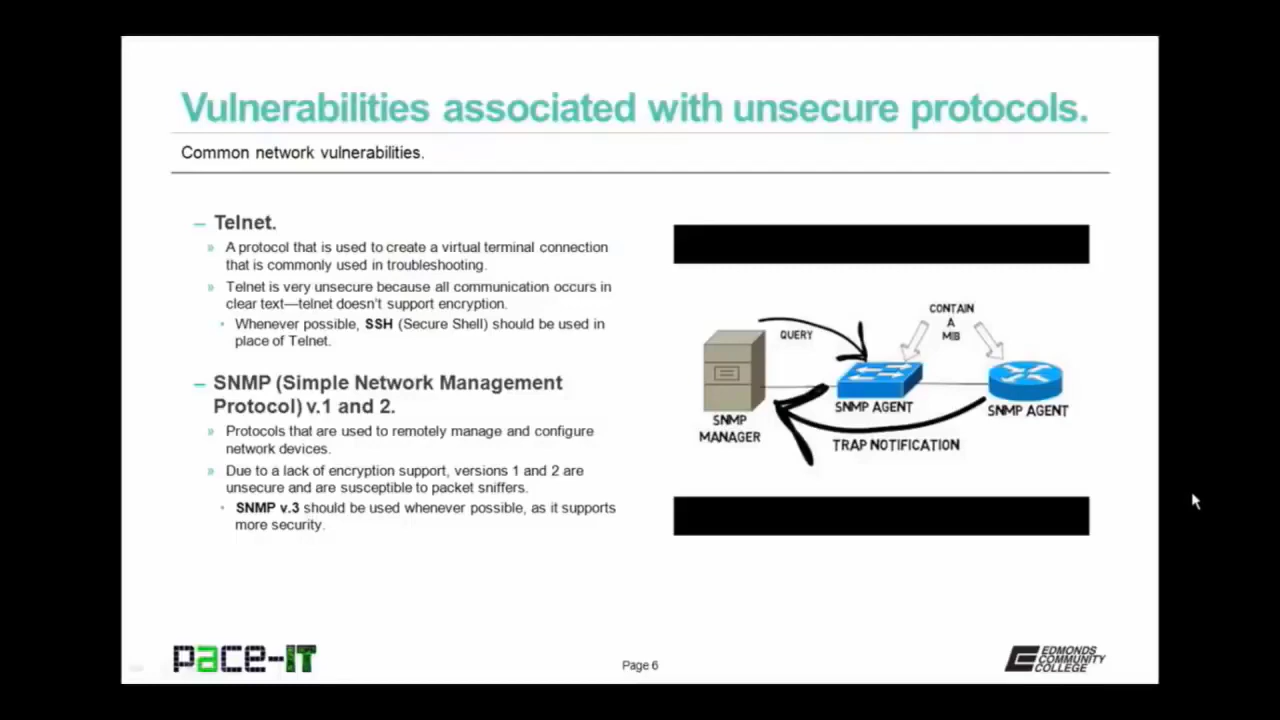 Vulnerabilities associated with unsecure protocols.
Common network vulnerabilities.
– Telnet.
» A protocol that is used to create a virtual terminal connection
that is commonly used in troubleshooting.
» Telnet is very unsecure because all communication occurs in
clear text—telnet doesn't support encryption.
• Whenever possible, SSH (Secure Shell) should be used in
place of Telnet.
– SNMP (Simple Network Management
Protocol) v.1 and 2.
» Protocols that are used to remotely manage and configure
network devices.
» Due to a lack of encryption support, versions 1 and 2 are
unsecure and are susceptible to packet sniffers.
• SNMP v.3 should be used whenever possible, as it supports
more security.
CONTAIN
A
MIB
QUERY
SNMP
MANAGER
SNMP AGENT
SNMP AGENT
TRAP NOTIFICATION
pace-IT
Page 6
EDMONDS
COMMUNITY
COLLEGE